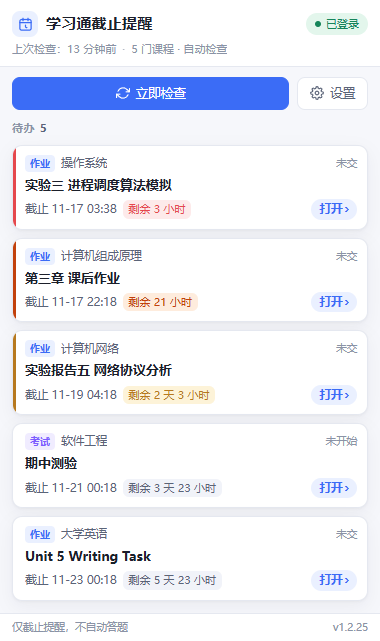 学习通截止提醒
已登录
上次检查：13 分钟前 · 5 门课程 · 自动检查
立即检查
设置
待办 5
作业 操作系统 未交
实验三 进程调度算法模拟
截止 11-17 03:38 剩余 3 小时 打开›
作业 计算机组成原理 未交
第三章 课后作业
截止 11-17 22:18 剩余 21 小时 打开›
作业 计算机网络 未交
实验报告五 网络协议分析
截止 11-19 04:18 剩余 2 天 3 小时 打开›
考试 软件工程 未开始
期中测验
截止 11-21 00:18 剩余 3 天 23 小时 打开›
作业 大学英语 未交
Unit 5 Writing Task
截止 11-23 00:18 剩余 5 天 23 小时 打开›
仅截止提醒，不自动答题 v1.2.25